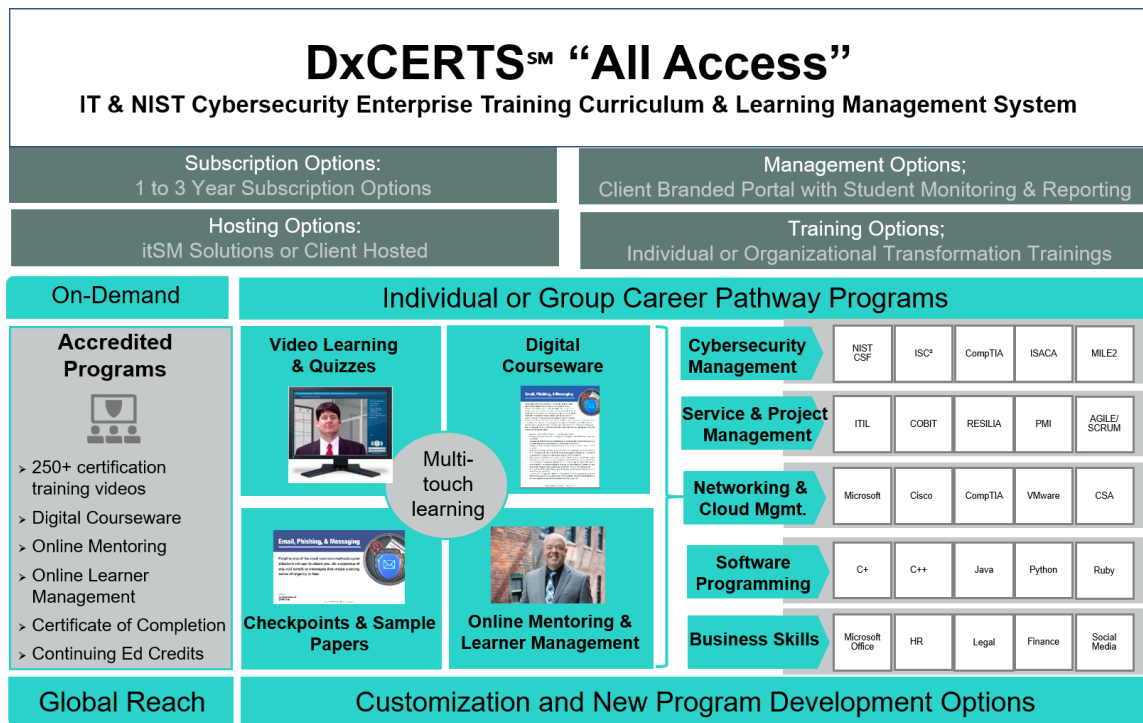 DxCERTS℠ “All Access”
IT & NIST Cybersecurity Enterprise Training Curriculum & Learning Management System
Subscription Options:
1 to 3 Year Subscription Options
Management Options;
Client Branded Portal with Student Monitoring & Reporting
Hosting Options:
itSM Solutions or Client Hosted
Training Options;
Individual or Organizational Transformation Trainings
On-Demand
Individual or Group Career Pathway Programs
Accredited
Programs
➢ 250+ certification
training videos
➢ Digital Courseware
➢ Online Mentoring
➢ Online Learner
Management
➢ Certificate of Completion
➢ Continuing Ed Credits
Video Learning
& Quizzes
Digital
Courseware
Email, Phishing, & Messaging
Multi-
touch
learning
Email, Phishing, & Messaging
Checkpoints & Sample
Papers
Online Mentoring &
Learner Management
Cybersecurity
Management
NIST
CSF
ISC²
CompTIA
ISACA
MILE2
Service & Project
Management
ITIL
COBIT
RESILIA
PMI
AGILE/
SCRUM
Networking &
Cloud Mgmt.
Microsoft
Cisco
CompTIA
VMware
CSA
Software
Programming
C+
C++
Java
Python
Ruby
Business Skills
Microsoft
Office
HR
Legal
Finance
Social
Media
Global Reach
Customization and New Program Development Options